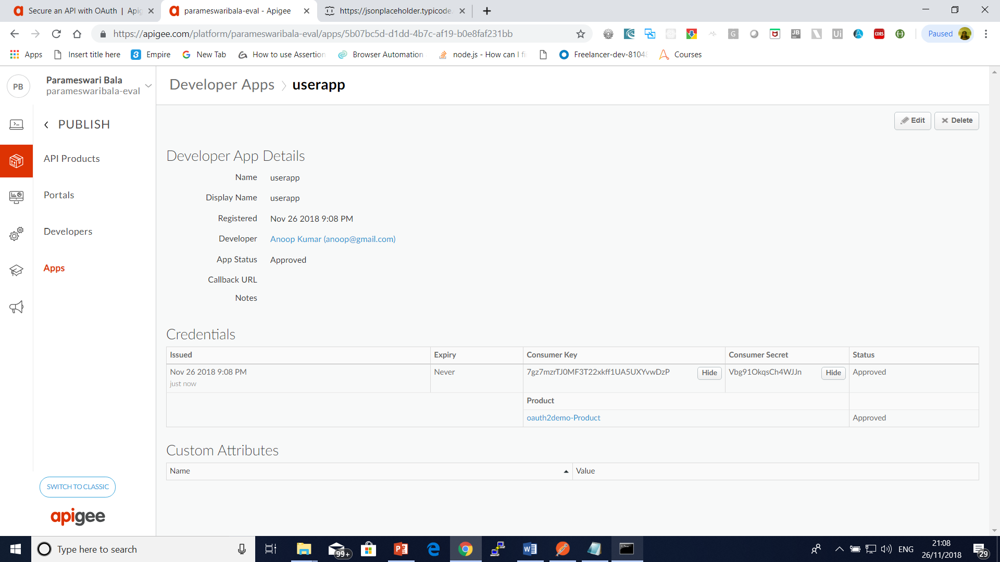 Secure an API with OAuth | Apig
parameswaribala-eval - Apigee
https://jsonplaceholder.typicode.
https://apigee.com/platform/parameswaribala-eval/apps/5b07bc5d-d1dd-4b7c-af19-b0e8faf231bb
G
JB
Ui
CORS
Paused
Apps
Insert title here
Empire
New Tab
How to use Assertion
Browser Automation
node.js - How can I fi
Freelancer-dev-81048
Courses
PB
Parameswari Bala
parameswaribala-eval
Developer Apps
userapp
PUBLISH
Edit
Delete
API Products
Portals
Developers
Apps
Developer App Details
Name userapp
Display Name userapp
Registered Nov 26 2018 9:08 PM
Developer Anoop Kumar (anoop@gmail.com)
App Status Approved
Callback URL
Notes
Credentials
Issued Expiry Consumer Key Consumer Secret Status
Nov 26 2018 9:08 PM Never 7gz7mzrTJ0MF3T22xkff1UA5UXYvwDzP Hide Vbg91OkqsCh4WJJn Hide Approved
just now
Product
oauth2demo-Product Approved
Custom Attributes
Name Value
SWITCH TO CLASSIC
apigee
Type here to search
99+
ENG
21:08
26/11/2018
29